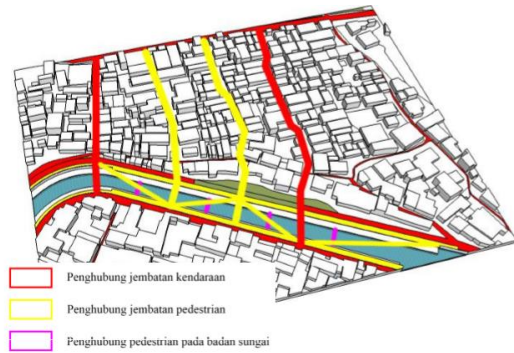 Penghubung jembatan kendaraan
Penghubung jembatan pedestrian
Penghubung pedestrian pada badan sungai